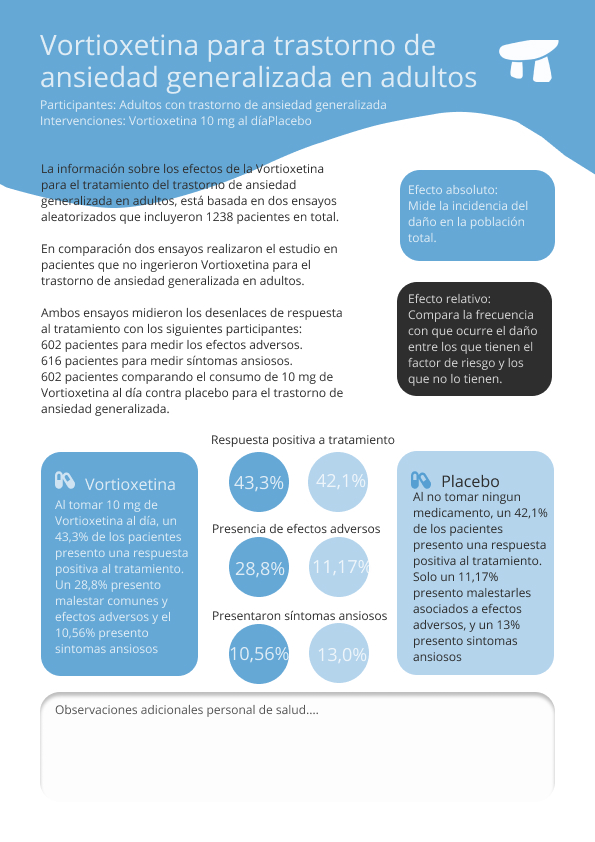 Vortioxetina para trastorno de
ansiedad generalizada en adultos
Participantes: Adultos con trastorno de ansiedad generalizada
Intervenciones: Vortioxetina 10 mg al díaPlacebo
La información sobre los efectos de la Vortioxetina
para el tratamiento del trastorno de ansiedad
generalizada en adultos, está basada en dos ensayos
aleatorizados que incluyeron 1238 pacientes en total.
En comparación dos ensayos realizaron el estudio en
pacientes que no ingerieron Vortioxetina para el
trastorno de ansiedad generalizada en adultos.
Ambos ensayos midieron los desenlaces de respuesta
al tratamiento con los siguientes participantes:
602 pacientes para medir los efectos adversos.
616 pacientes para medir síntomas ansiosos.
602 pacientes comparando el consumo de 10 mg de
Vortioxetina al día contra placebo para el trastorno de
ansiedad generalizada.
Efecto absoluto:
Mide la incidencia del
daño en la población
total.
Efecto relativo:
Compara la frecuencia
con que ocurre el daño
entre los que tienen el
factor de riesgo y los
que no lo tienen.
Vortioxetina
Al tomar 10 mg de
Vortioxetina al día, un
43,3% de los pacientes
presento una respuesta
positiva al tratamiento.
Un 28,8% presento
malestar comunes y
efectos adversos y el
10,56% presento
sintomas ansiosos
Respuesta positiva a tratamiento
43,3% 42,1%
Presencia de efectos adversos
28,8% 11,17%
Presentaron síntomas ansiosos
10,56% 13,0%
Placebo
Al no tomar ningun
medicamento, un 42,1%
de los pacientes
presento una respuesta
positiva al tratamiento.
Solo un 11,17%
presento malestarles
asociados a efectos
adversos, y un 13%
presento sintomas
ansiosos
Observaciones adicionales personal de salud....